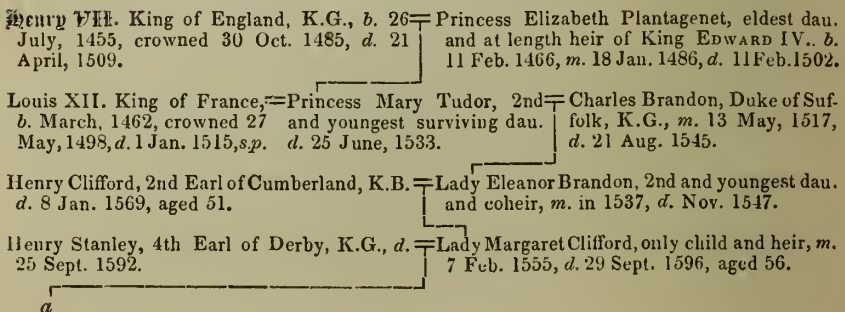 Henry VII. King of England, K.G., b. 26 = Princess Elizabeth Plantagenet, eldest dau.
July, 1455, crowned 30 Oct. 1485, d. 21 and at length heir of King EDWARD IV.. b.
April, 1509. 11 Feb. 1466, m. 18 Jan. 1486, d. 11 Feb. 1502.
Louis XII. King of France, = Princess Mary Tudor, 2nd = Charles Brandon, Duke of Suf-
b. March, 1462, crowned 27 and youngest surviving dau. folk, K.G., m. 13 May, 1517,
May, 1498, d. 1 Jan. 1515, s.p. d. 25 June, 1533. d. 21 Aug. 1545.
Henry Clifford, 2nd Earl of Cumberland, K.B. = Lady Eleanor Brandon, 2nd and youngest dau.
d. 8 Jan. 1569, aged 51. and coheir, m. in 1537, d. Nov. 1547.
Henry Stanley, 4th Earl of Derby, K.G., d. = Lady Margaret Clifford, only child and heir, m.
25 Sept. 1592. 7 Feb. 1555, d. 29 Sept. 1596, aged 56.
a